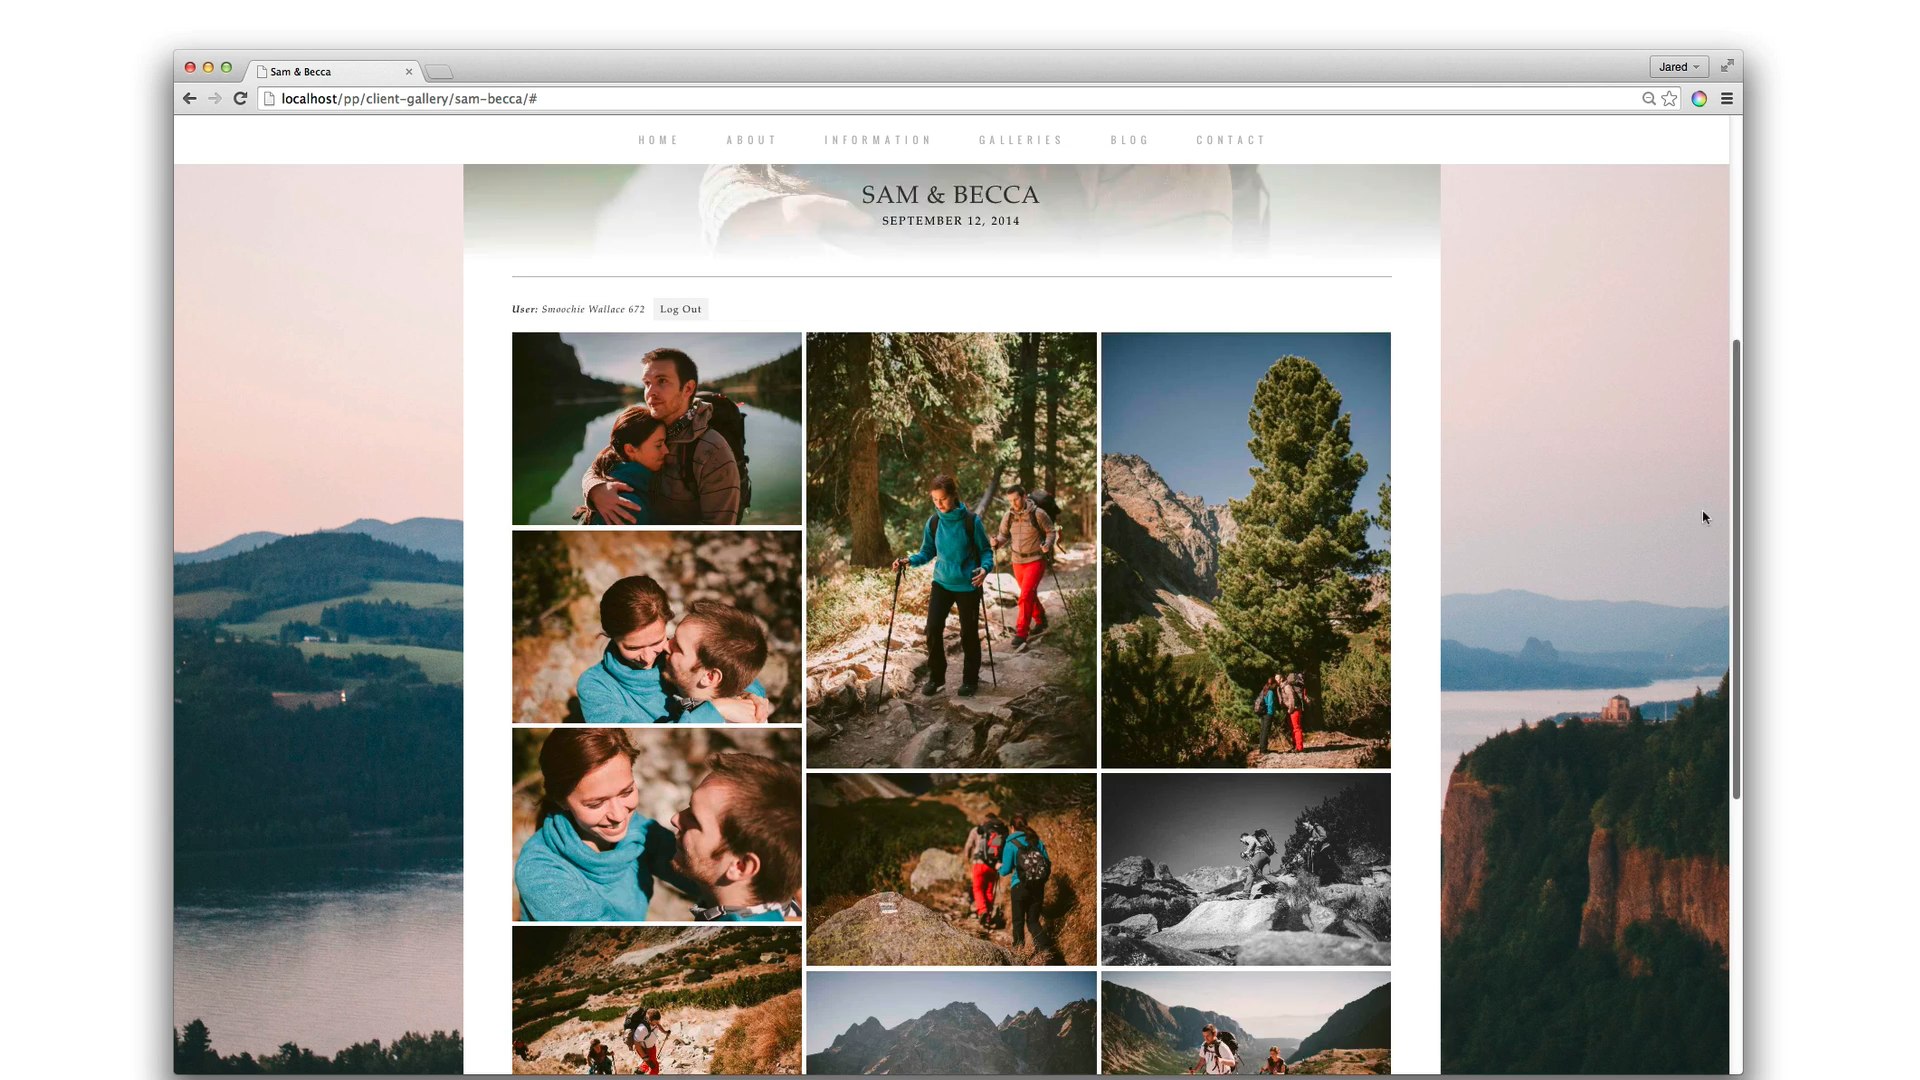 Sam & Becca
Jared
localhost/pp/client-gallery/sam-becca/#
HOME ABOUT INFORMATION GALLERIES BLOG CONTACT
SAM & BECCA
SEPTEMBER 12, 2014
User: Smoochie Wallace 672 Log Out